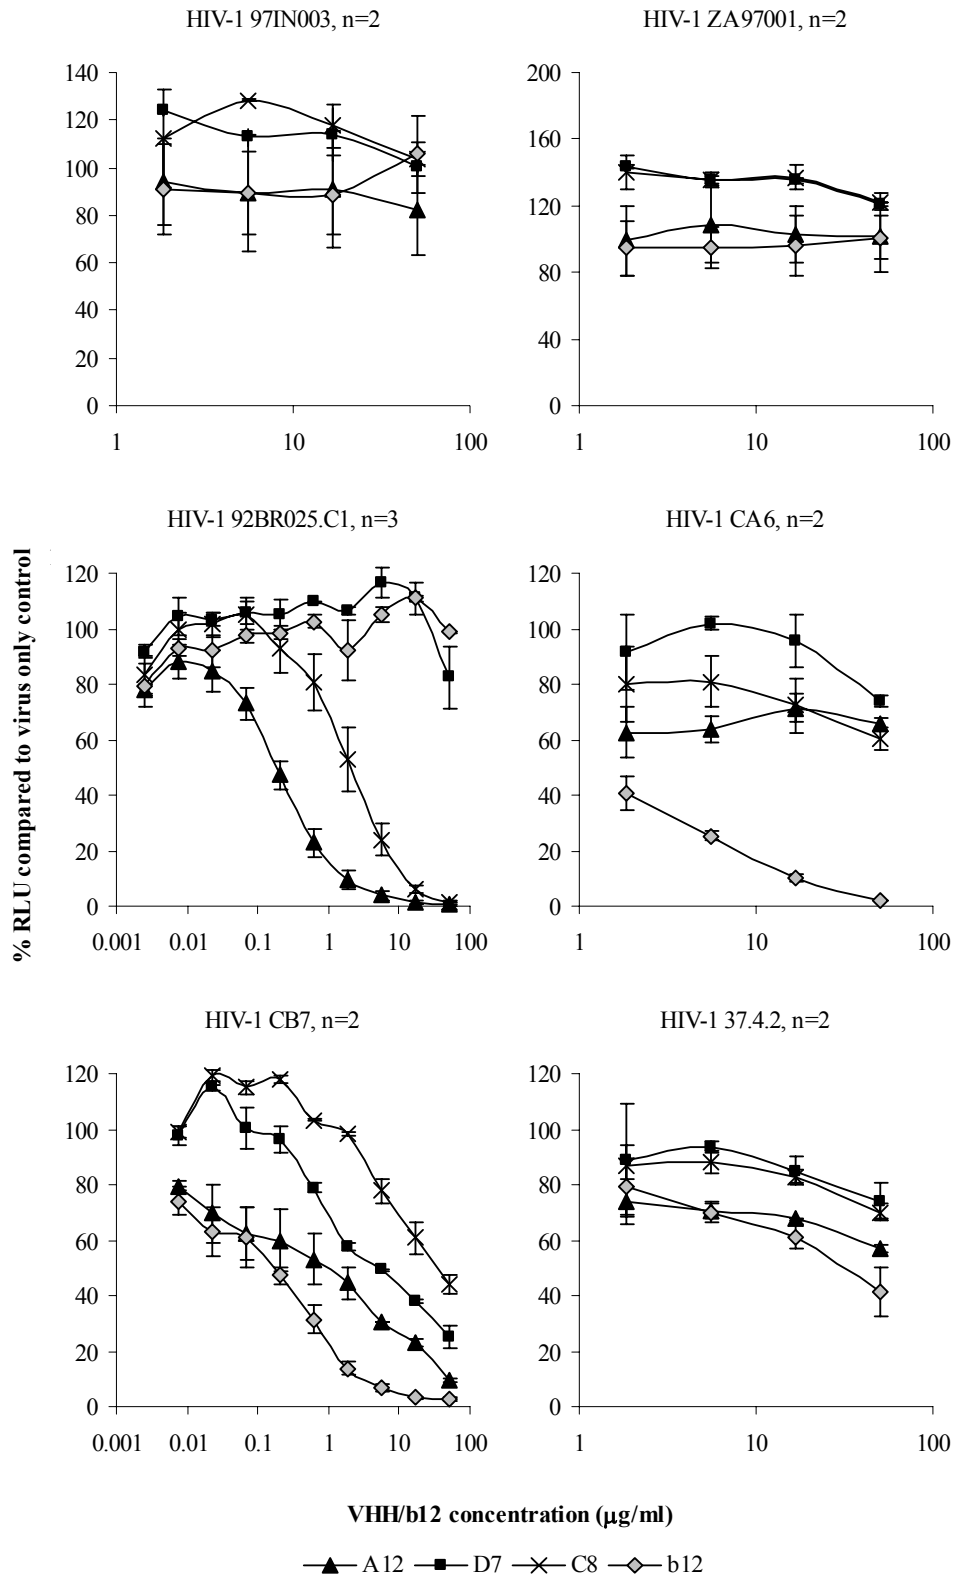 HIV-1 97IN003, n=2
140
120
100
80
60
40
20
0
1 10 100
HIV-1 ZA97001, n=2
200
160
120
80
40
0
1 10 100
% RLU compared to virus only control
HIV-1 92BR025.C1, n=3
120
100
80
60
40
20
0
0.001 0.01 0.1 1 10 100
HIV-1 CA6, n=2
120
100
80
60
40
20
0
1 10 100
HIV-1 CB7, n=2
120
100
80
60
40
20
0
0.001 0.01 0.1 1 10 100
HIV-1 37.4.2, n=2
120
100
80
60
40
20
0
1 10 100
VHH/b12 concentration (µg/ml)
A12 D7 C8 b12